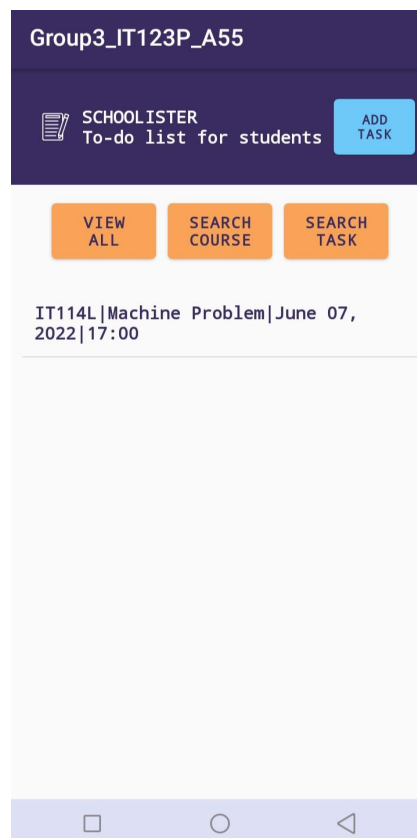 Group3_IT123P_A55
SCHOOLISTER
To-do list for students
ADD
TASK
VIEW
ALL
SEARCH
COURSE
SEARCH
TASK
IT114L|Machine Problem|June 07,
2022|17:00